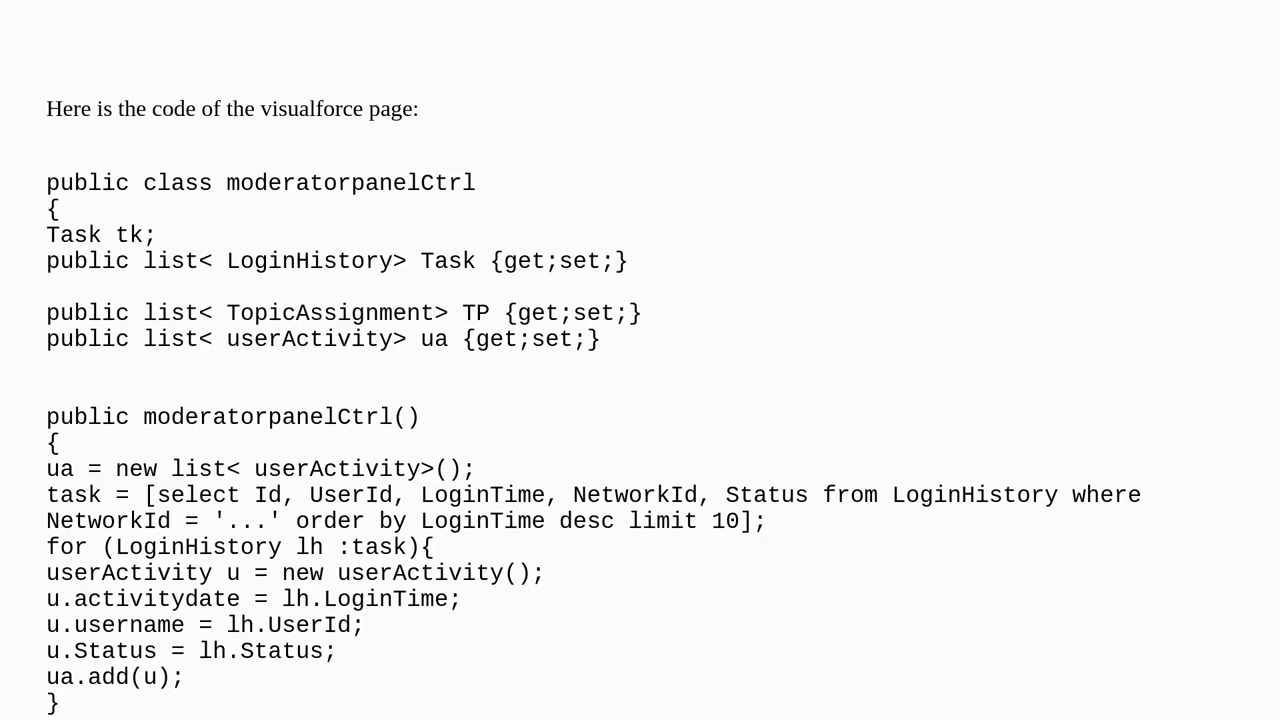 Here is the code of the visualforce page:
public class moderatorpanelCtrl
{
Task tk;
public list< LoginHistory> Task {get;set;}
public list< TopicAssignment> TP {get;set;}
public list< userActivity> ua {get;set;}
public moderatorpanelCtrl()
{
ua = new list< userActivity>();
task = [select Id, UserId, LoginTime, NetworkId, Status from LoginHistory where
NetworkId = '...' order by LoginTime desc limit 10];
for (LoginHistory lh :task){
userActivity u = new userActivity();
u.activitydate = lh.LoginTime;
u.username = lh.UserId;
u.Status = lh.Status;
ua.add(u);
}